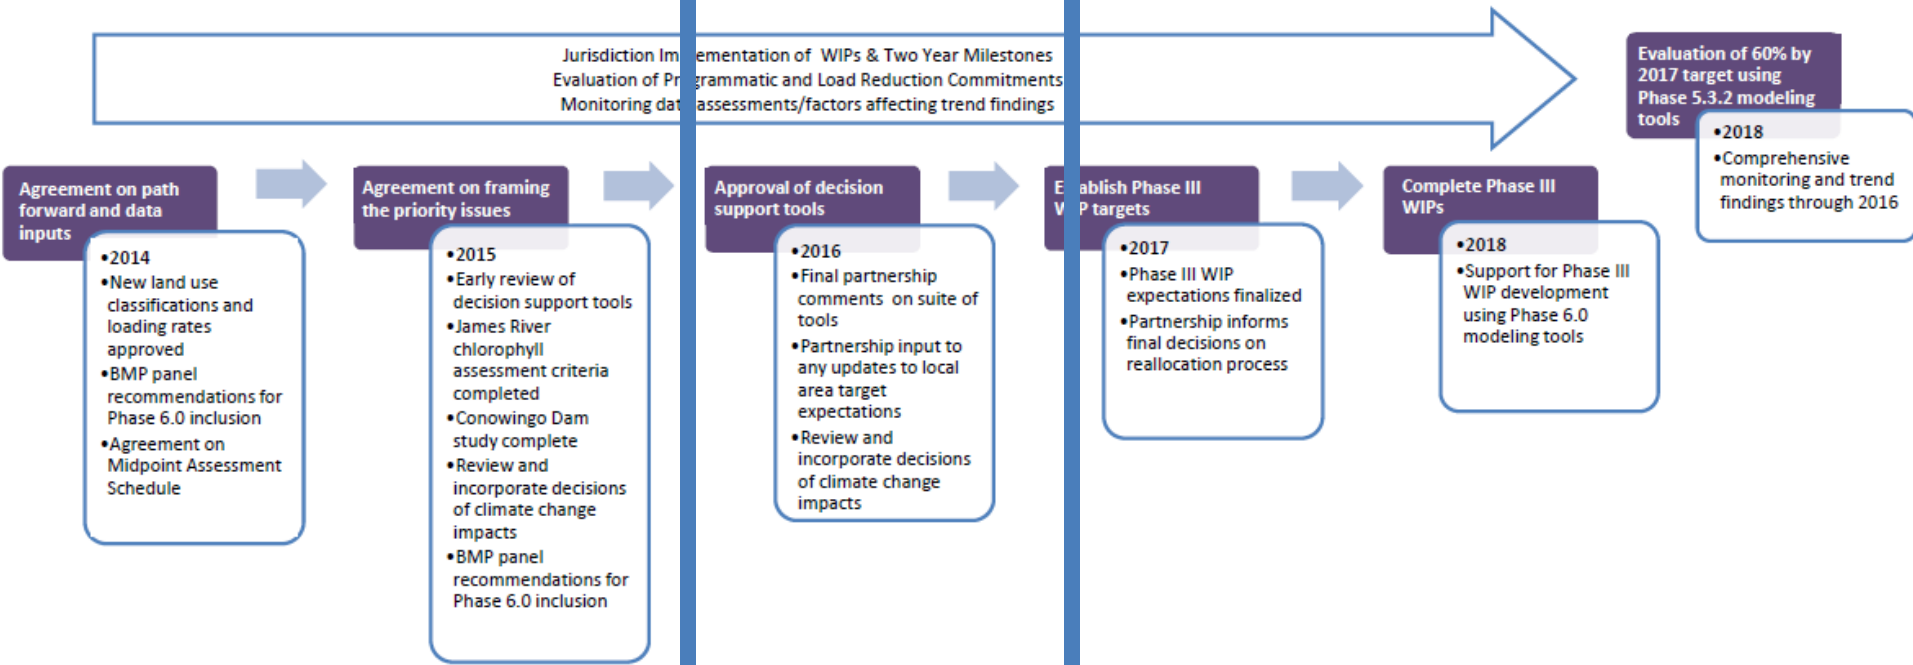 Jurisdiction Im ementation of WIPs & Two Year Milestones
Evaluation of Pr grammatic and Load Reduction Commitments
Monitoring dat assessments/factors affecting trend findings
Evaluation of 60% by
2017 target using
Phase 5.3.2 modeling
tools
•2018
•Comprehensive
monitoring and trend
findings through 2016
Agreement on path
forward and data
inputs
•2014
•New land use
classifications and
loading rates
approved
•BMP panel
recommendations for
Phase 6.0 inclusion
•Agreement on
Midpoint Assessment
Schedule
Agreement on framing
the priority issues
•2015
•Early review of
decision support tools
•James River
chlorophyll
assessment criteria
completed
•Conowingo Dam
study complete
•Review and
incorporate decisions
of climate change
impacts
•BMP panel
recommendations for
Phase 6.0 inclusion
Approval of decision
support tools
•2016
•Final partnership
comments on suite of
tools
•Partnership input to
any updates to local
area target
expectations
•Review and
incorporate decisions
of climate change
impacts
E tablish Phase III
W P targets
•2017
•Phase III WIP
expectations finalized
•Partnership informs
final decisions on
reallocation process
Complete Phase III
WIPs
•2018
•Support for Phase III
WIP development
using Phase 6.0
modeling tools